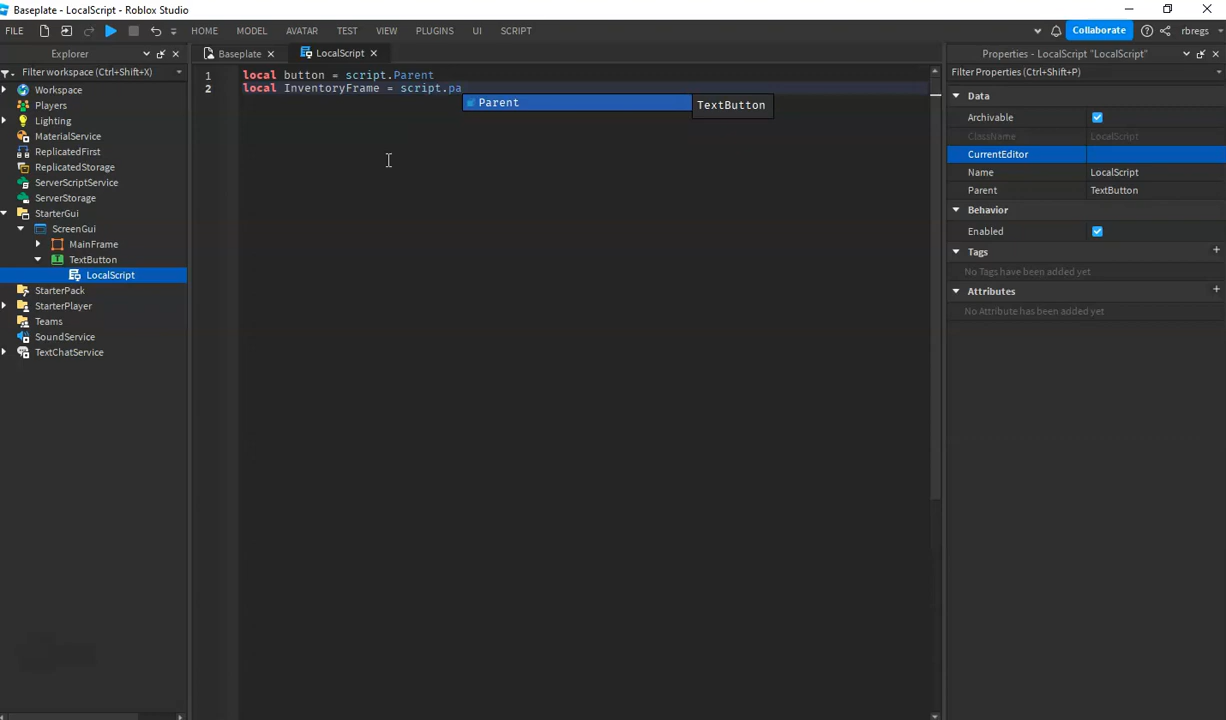 Baseplate - LocalScript - Roblox Studio
FILE HOME MODEL AVATAR TEST VIEW PLUGINS UI SCRIPT Collaborate rbregs
Explorer
Filter workspace (Ctrl+Shift+X)
Workspace
Players
Lighting
MaterialService
ReplicatedFirst
ReplicatedStorage
ServerScriptService
ServerStorage
StarterGui
ScreenGui
MainFrame
TextButton
LocalScript
StarterPack
StarterPlayer
Teams
SoundService
TextChatService
Baseplate LocalScript
1 local button = script.Parent
2 local InventoryFrame = script.pa
Parent TextButton
Properties - LocalScript "LocalScript"
Filter Properties (Ctrl+Shift+P)
Data
Archivable
ClassName LocalScript
CurrentEditor
Name LocalScript
Parent TextButton
Behavior
Enabled
Tags
No Tags have been added yet
Attributes
No Attribute has been added yet